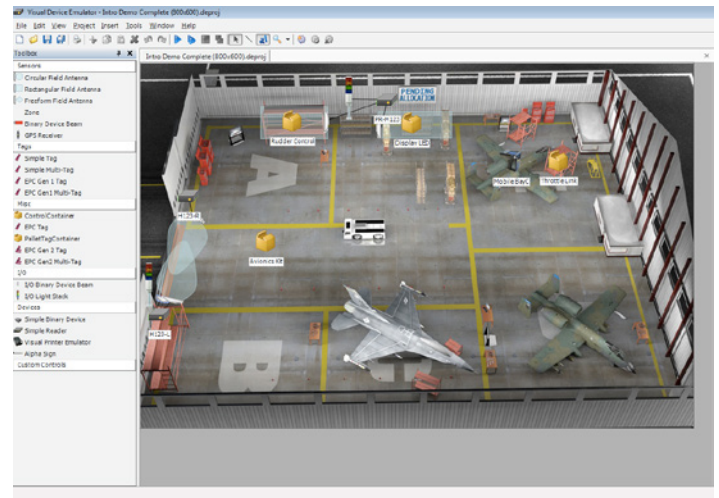 Visual Device Emulator - Intro Demo Complete (800x600).deproj
File Edit View Project Insert Tools Window Help
Toolbox
Intro Demo Complete (800x600).deproj
Sensors
Circular Field Antenna
Rectangular Field Antenna
Freeform Field Antenna
Zone
Binary Device Beam
GPS Receiver
Tags
Simple Tag
Simple Multi-Tag
EPC Gen 1 Tag
EPC Gen1 Multi-Tag
Misc
ControlContainer
EPC Tag
PalletTagContainer
EPC Gen 2 Tag
EPC Gen2 Multi-Tag
I/O
I/O Binary Device Beam
I/O Light Stack
Devices
Simple Binary Device
Simple Reader
Visual Printer Emulator
Alpha Sign
Custom Controls
PENDING
ALLOCATION
Rudder Control
Display LED
Throttle Link
A
H123-R
Avionics Kit
H123-L
B